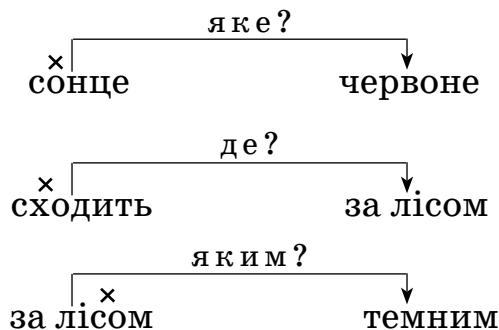 яке?
сонце червоне
де?
сходить за лісом
яким?
за лісом темним